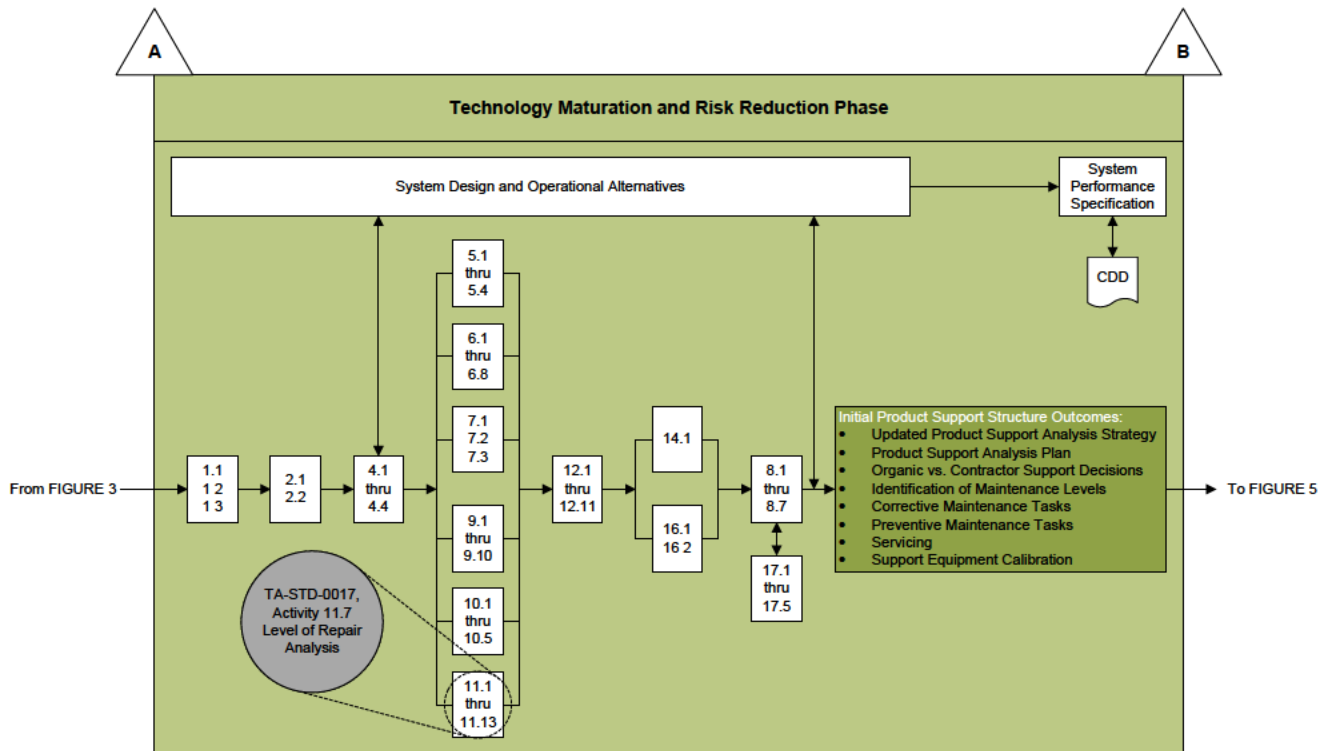 A
B
Technology Maturation and Risk Reduction Phase
System Design and Operational Alternatives
System
Performance
Specification
CDD
5.1
thru
5.4
6.1
thru
6.8
7.1
7.2
7.3
From FIGURE 3
1.1
1 2
1 3
2.1
2.2
4.1
thru
4.4
9.1
thru
9.10
10.1
thru
10.5
11.1
thru
11.13
TA-STD-0017,
Activity 11.7
Level of Repair
Analysis
12.1
thru
12.11
14.1
16.1
16 2
8.1
thru
8.7
17.1
thru
17.5
Initial Product Support Structure Outcomes:
• Updated Product Support Analysis Strategy
• Product Support Analysis Plan
• Organic vs. Contractor Support Decisions
• Identification of Maintenance Levels
• Corrective Maintenance Tasks
• Preventive Maintenance Tasks
• Servicing
• Support Equipment Calibration
To FIGURE 5